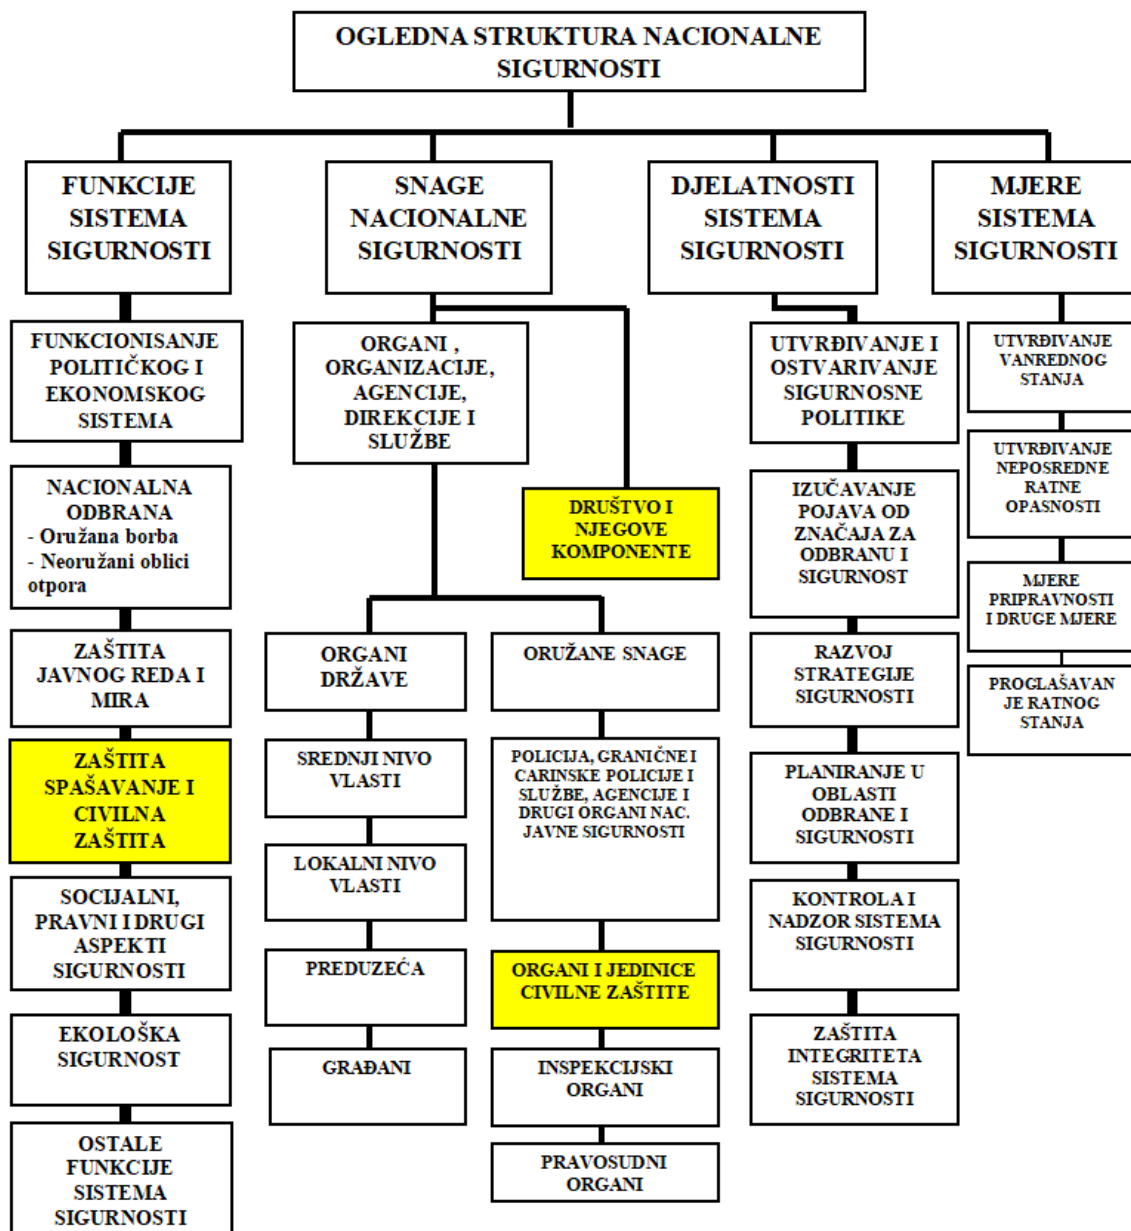 OGLEDNA STRUKTURA NACIONALNE
SIGURNOSTI
FUNKCIJE
SISTEMA
SIGURNOSTI
SNAGE
NACIONALNE
SIGURNOSTI
DJELATNOSTI
SISTEMA
SIGURNOSTI
MJERE
SISTEMA
SIGURNOSTI
FUNKCIONISANJE
POLITIČKOG I
EKONOMSKOG
SISTEMA
NACIONALNA
ODBRANA
- Oružana borba
- Neoružani oblici
otpora
ZAŠTITA
JAVNOG REDA I
MIRA
ZAŠTITA
SPAŠAVANJE I
CIVILNA
ZAŠTITA
SOCIJALNI,
PRAVNI I DRUGI
ASPEKTI
SIGURNOSTI
EKOLOŠKA
SIGURNOST
OSTALE
FUNKCIJE
SISTEMA
SIGURNOSTI
ORGANI ,
ORGANIZACIJE,
AGENCIJE,
DIREKCIJE I
SLUŽBE
DRUŠTVO I
NJEGOVE
KOMPONENTE
ORGANI
DRŽAVE
SREDNJI NIVO
VLASTI
LOKALNI NIVO
VLASTI
PREDUZEĆA
GRAĐANI
ORUŽANE SNAGE
POLICIJA, GRANIČNE I
CARINSKE POLICIJE I
SLUŽBE, AGENCIJE I
DRUGI ORGANI NAC.
JAVNE SIGURNOSTI
ORGANI I JEDINICE
CIVILNE ZAŠTITE
INSPEKCIJSKI
ORGANI
PRAVOSUDNI
ORGANI
UTVRĐIVANJE I
OSTVARIVANJE
SIGURNOSNE
POLITIKE
IZUČAVANJE
POJAVA OD
ZNAČAJA ZA
ODBRANU I
SIGURNOST
RAZVOJ
STRATEGIJE
SIGURNOSTI
PLANIRANJE U
OBLASTI
ODBRANE I
SIGURNOSTI
KONTROLA I
NADZOR SISTEMA
SIGURNOSTI
ZAŠTITA
INTEGRITETA
SISTEMA
SIGURNOSTI
UTVRĐIVANJE
VANREDNOG
STANJA
UTVRĐIVANJE
NEPOSREDNE
RATNE
OPASNOSTI
MJERE
PRIPRAVNOSTI
I DRUGE MJERE
PROGLAŠAVAN
JE RATNOG
STANJA